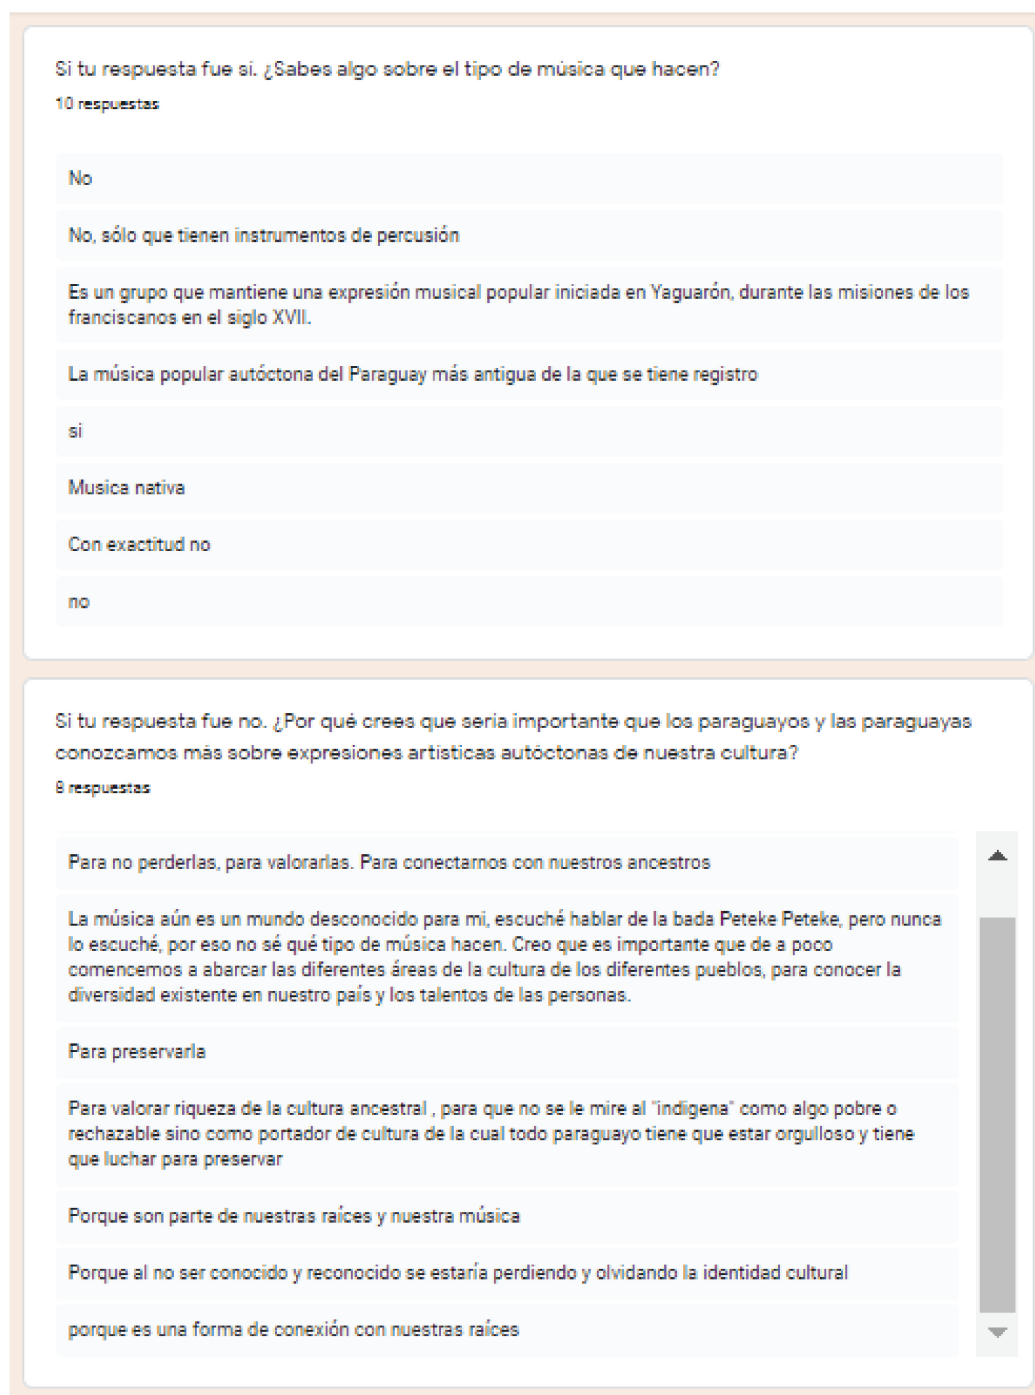 Si tu respuesta fue si. ¿Sabes algo sobre el tipo de música que hacen?
10 respuestas
No
No, sólo que tienen instrumentos de percusión
Es un grupo que mantiene una expresión musical popular iniciada en Yaguarón, durante las misiones de los
franciscanos en el siglo XVII.
La música popular autóctona del Paraguay más antigua de la que se tiene registro
si
Musica nativa
Con exactitud no
no
Si tu respuesta fue no. ¿Por qué crees que sería importante que los paraguayos y las paraguayas
conozcamos más sobre expresiones artísticas autóctonas de nuestra cultura?
8 respuestas
Para no perderlas, para valorarlas. Para conectarnos con nuestros ancestros
La música aún es un mundo desconocido para mi, escuché hablar de la bada Peteke Peteke, pero nunca
lo escuché, por eso no sé qué tipo de música hacen. Creo que es importante que de a poco
comencemos a abarcar las diferentes áreas de la cultura de los diferentes pueblos, para conocer la
diversidad existente en nuestro país y los talentos de las personas.
Para preservarla
Para valorar riqueza de la cultura ancestral , para que no se le mire al "indigena" como algo pobre o
rechazable sino como portador de cultura de la cual todo paraguayo tiene que estar orgulloso y tiene
que luchar para preservar
Porque son parte de nuestras raíces y nuestra música
Porque al no ser conocido y reconocido se estaría perdiendo y olvidando la identidad cultural
porque es una forma de conexión con nuestras raíces